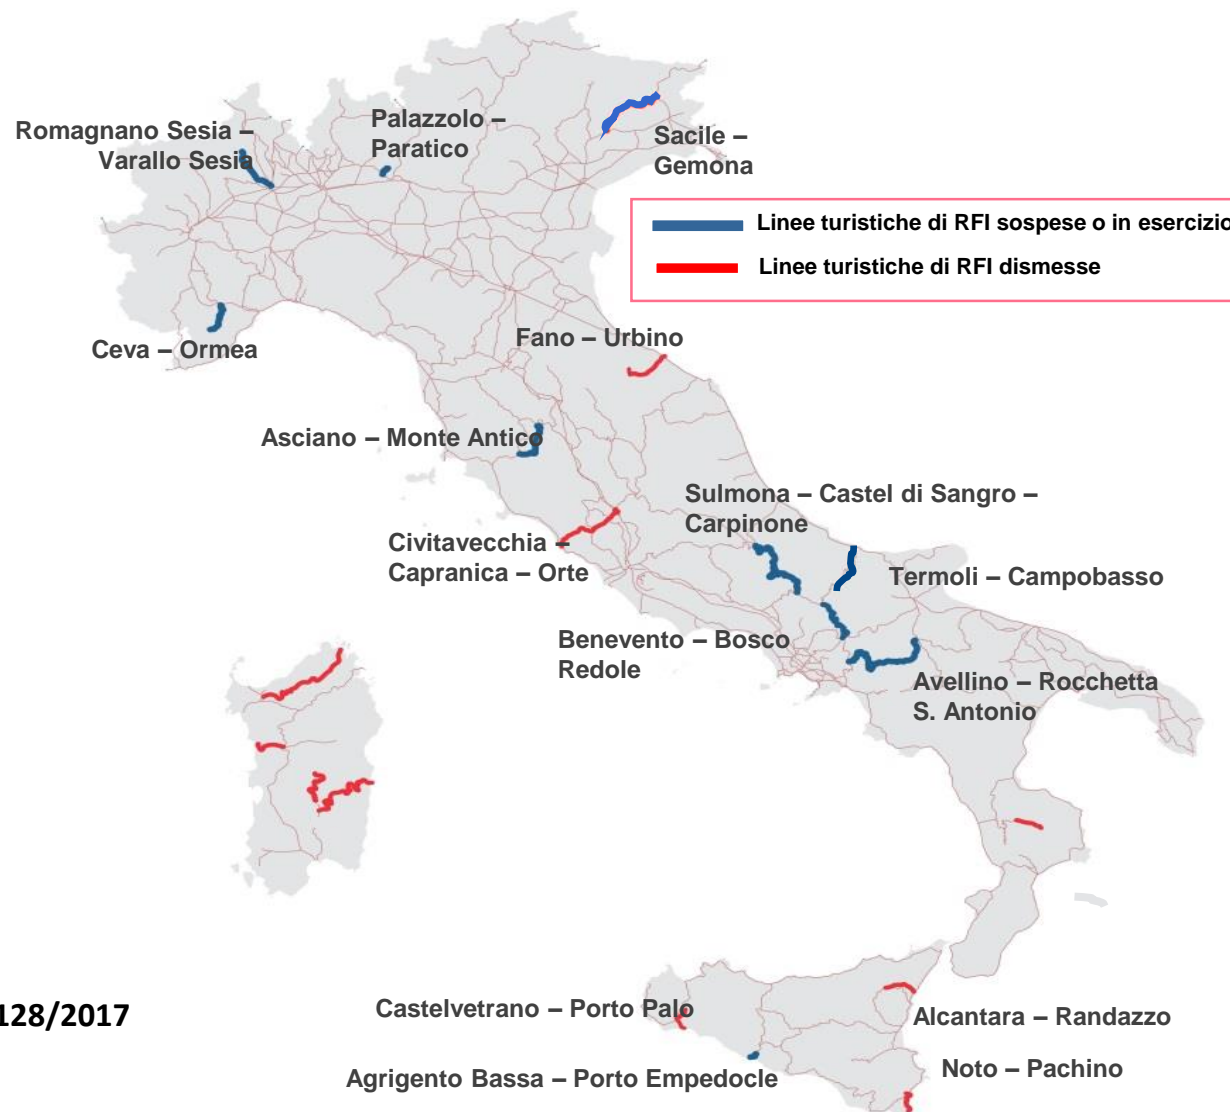 Romagnano Sesia –
Varallo Sesia
Palazzolo –
Paratico
Sacile –
Gemona
Linee turistiche di RFI sospese o in esercizio
Linee turistiche di RFI dismesse
Ceva – Ormea
Fano – Urbino
Asciano – Monte Antico
Sulmona – Castel di Sangro –
Carpinone
Civitavecchia –
Capranica – Orte
Termoli – Campobasso
Benevento – Bosco
Redole
Avellino – Rocchetta
S. Antonio
128/2017
Castelvetrano – Porto Palo
Alcantara – Randazzo
Agrigento Bassa – Porto Empedocle
Noto – Pachino